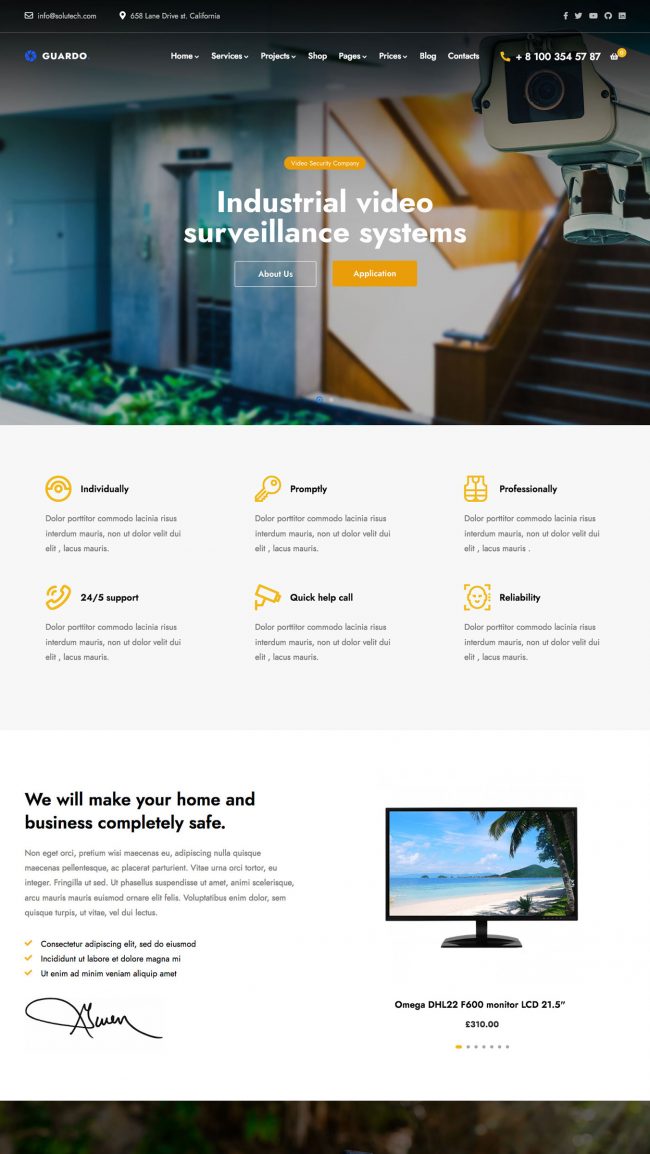 info@solutech.com 658 Lane Drive st. California
GUARDO. Home Services Projects Shop Pages Prices Blog Contacts + 8 100 354 57 87 0
Video Security Company
Industrial video
surveillance systems
About Us Application
Individually
Dolor porttitor commodo lacinia risus
interdum mauris, non ut dolor velit dui
elit , lacus mauris.
Promptly
Dolor porttitor commodo lacinia risus
interdum mauris, non ut dolor velit dui
elit , lacus mauris.
Professionally
Dolor porttitor commodo lacinia risus
interdum mauris, non ut dolor velit dui
elit , lacus mauris .
24/5 support
Dolor porttitor commodo lacinia risus
interdum mauris, non ut dolor velit dui
elit , lacus mauris.
Quick help call
Dolor porttitor commodo lacinia risus
interdum mauris, non ut dolor velit dui
elit , lacus mauris.
Reliability
Dolor porttitor commodo lacinia risus
interdum mauris, non ut dolor velit dui
elit , lacus mauris.
We will make your home and
business completely safe.
Non eget orci, pretium wisi maecenas eu, adipiscing nulla quisque
maecenas pellentesque, ac placerat parturient. Vitae urna orci tortor, eu
integer. Fringilla ut sed. Ut phasellus suspendisse ut amet, animi scelerisque,
arcu mauris mauris euismod ornare elit felis. Voluptatibus enim dolor, sem
quisque turpis, ut vitae, vel dui lectus.
Consectetur adipiscing elit, sed do eiusmod
Incididunt ut labore et dolore magna mi
Ut enim ad minim veniam aliquip amet
Omega DHL22 F600 monitor LCD 21.5"
£310.00